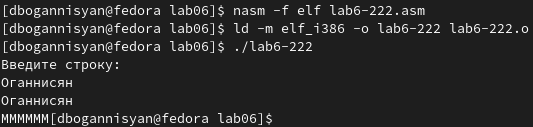 [dbogannisyan@fedora lab06]$ nasm -f elf lab6-222.asm
[dbogannisyan@fedora lab06]$ ld -m elf_i386 -o lab6-222 lab6-222.o
[dbogannisyan@fedora lab06]$ ./lab6-222
Введите строку:
Оганнисян
Оганнисян
MMMMMM[dbogannisyan@fedora lab06]$